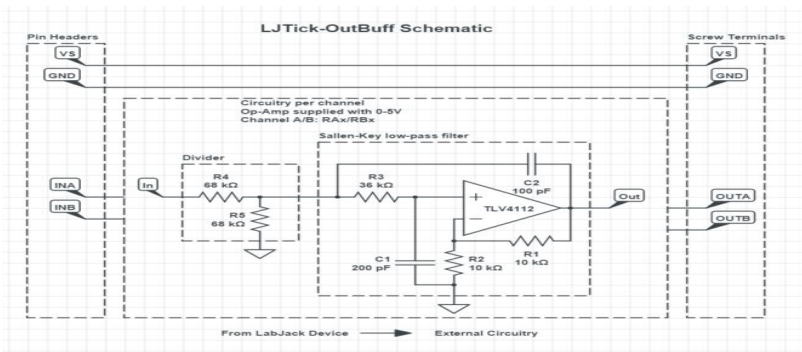 LJTick-OutBuff Schematic
Pin Headers
Screw Terminals
VS
VS
GND
GND
Circuitry per channel
Op-Amp supplied with 0-5V
Channel A/B: RAx/RBx
Sallen-Key low-pass filter
Divider
INA
INB
In
R4
68 kΩ
R5
68 kΩ
R3
36 kΩ
C2
100 pF
TLV4112
Out
OUTA
OUTB
C1
200 pF
R2
10 kΩ
R1
10 kΩ
From LabJack Device
External Circuitry